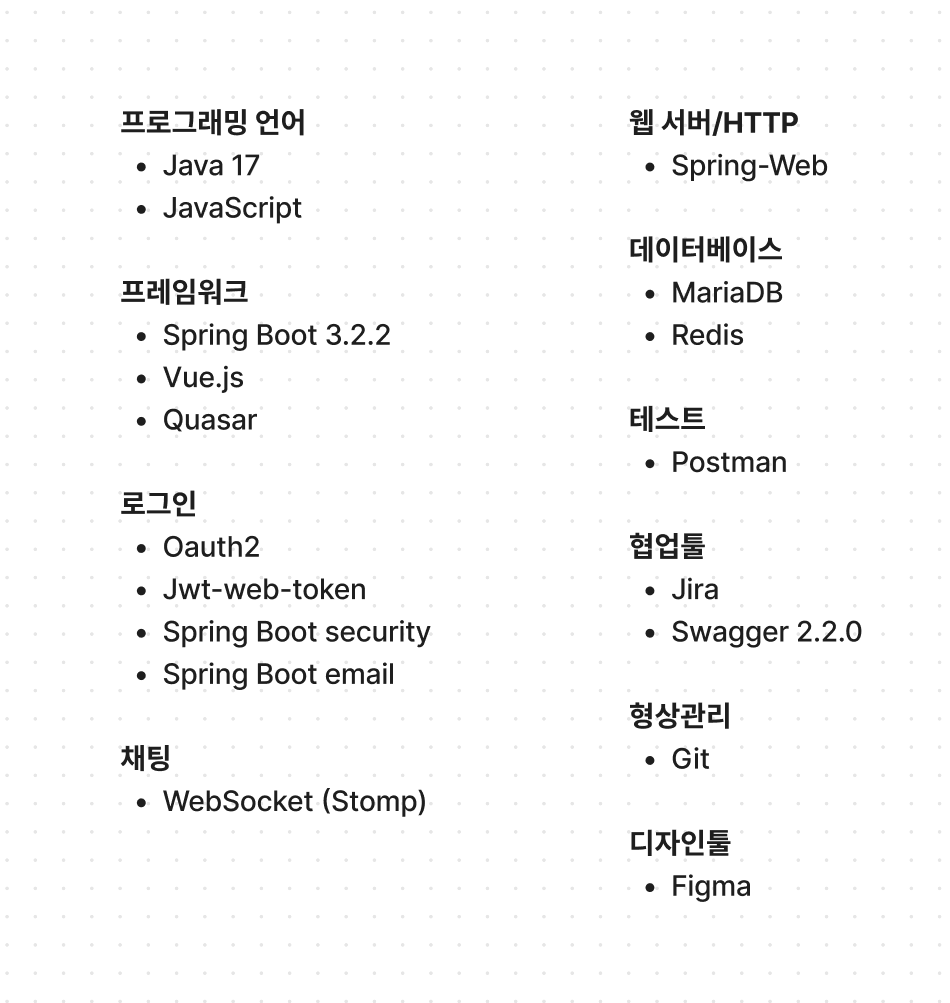 프로그래밍 언어
• Java 17
• JavaScript
프레임워크
• Spring Boot 3.2.2
• Vue.js
• Quasar
로그인
• Oauth2
• Jwt-web-token
• Spring Boot security
• Spring Boot email
채팅
• WebSocket (Stomp)
웹 서버/HTTP
• Spring-Web
데이터베이스
• MariaDB
• Redis
테스트
• Postman
협업툴
• Jira
• Swagger 2.2.0
형상관리
• Git
디자인툴
• Figma